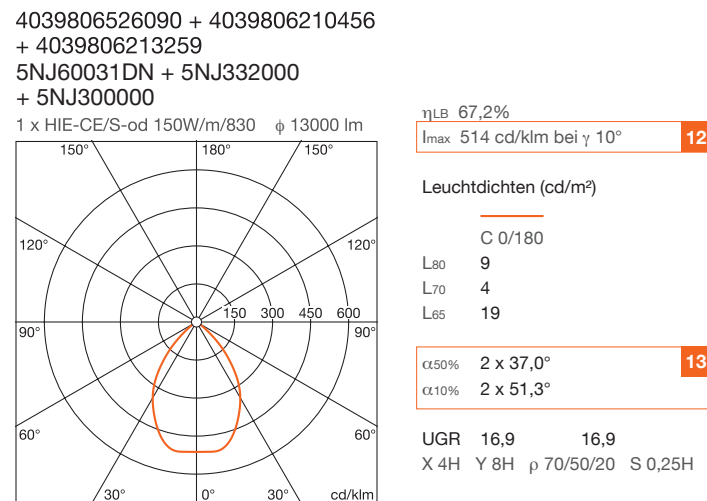 4039806526090 + 4039806210456
+ 4039806213259
5NJ60031DN + 5NJ332000
+ 5NJ300000
1 x HIE-CE/S-od 150W/m/830 ϕ 13000 lm
150° 180° 150°
120° 120°
150 300 450 600
90° 90°
60° 60°
30° 0° 30° cd/klm
ηLB 67,2%
Imax 514 cd/klm bei γ 10° 12
Leuchtdichten (cd/m²)
C 0/180
L80 9
L70 4
L65 19
α50% 2 x 37,0° 13
α10% 2 x 51,3°
UGR 16,9 16,9
X 4H Y 8H ρ 70/50/20 S 0,25H